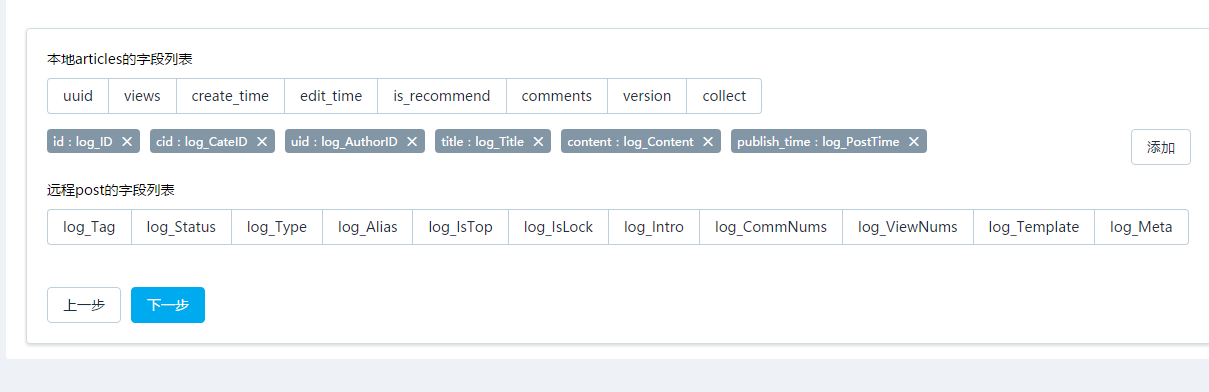 本地articles的字段列表
uuid views create_time edit_time is_recommend comments version collect
id : log_ID × cid : log_CateID × uid : log_AuthorID × title : log_Title × content : log_Content × publish_time : log_PostTime × 添加
远程post的字段列表
log_Tag log_Status log_Type log_Alias log_IsTop log_IsLock log_Intro log_CommNums log_ViewNums log_Template log_Meta
上一步 下一步